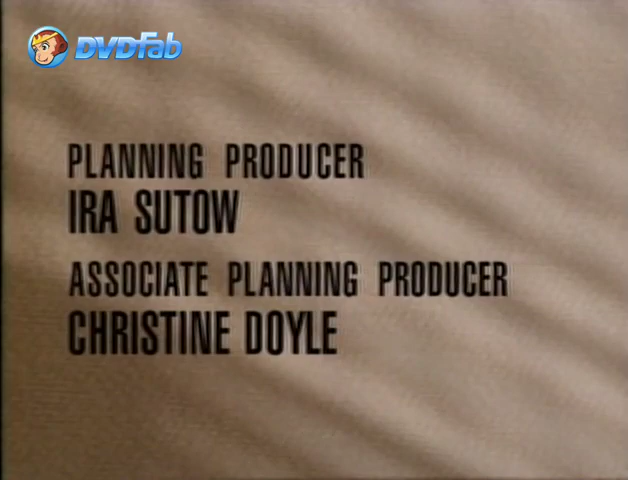 DVDFab
PLANNING PRODUCER
IRA SUTOW
ASSOCIATE PLANNING PRODUCER
CHRISTINE DOYLE